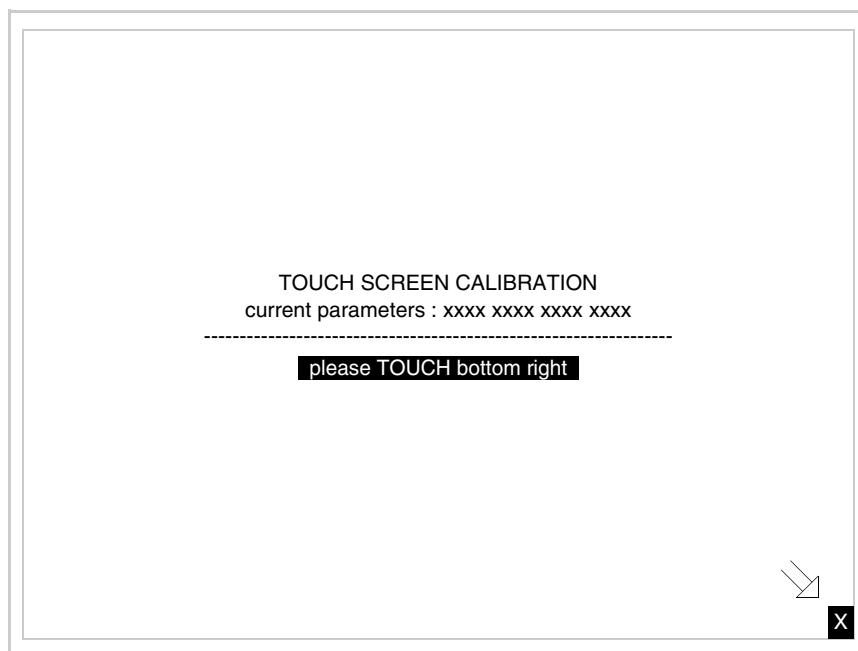 TOUCH SCREEN CALIBRATION
current parameters : xxxx xxxx xxxx xxxx
------------------------------------------------------------------
please TOUCH bottom right
X